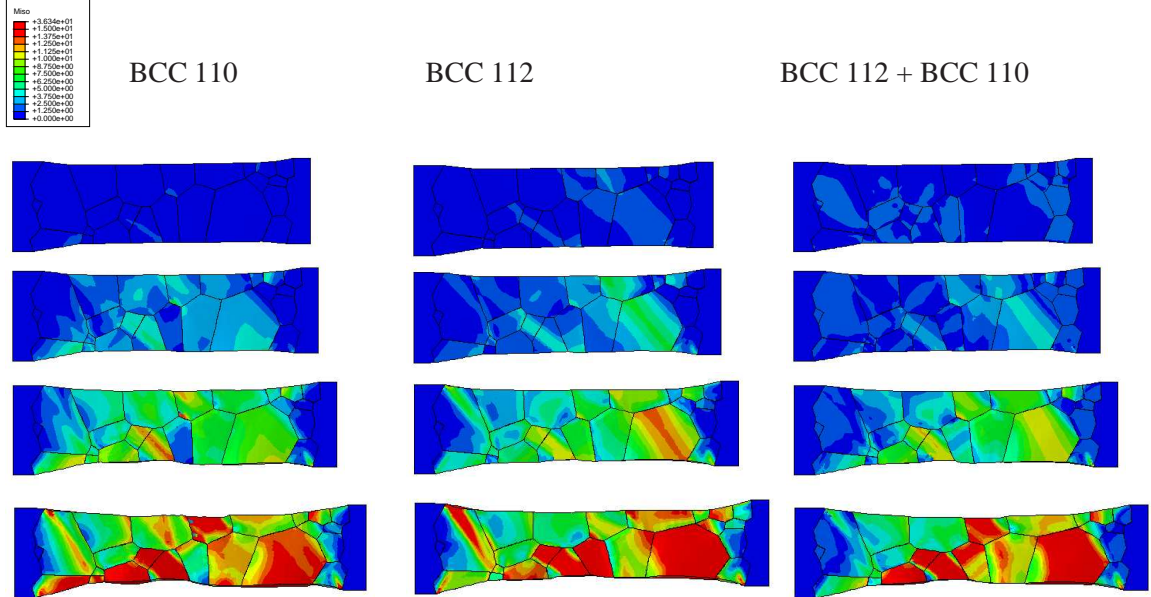 Miso
+3.634e+01
+1.500e+01
+1.375e+01
+1.250e+01
+1.125e+01
+1.000e+01
+8.750e+00
+7.500e+00
+6.250e+00
+5.000e+00
+3.750e+00
+2.500e+00
+1.250e+00
+0.000e+00
BCC 110
BCC 112
BCC 112 + BCC 110